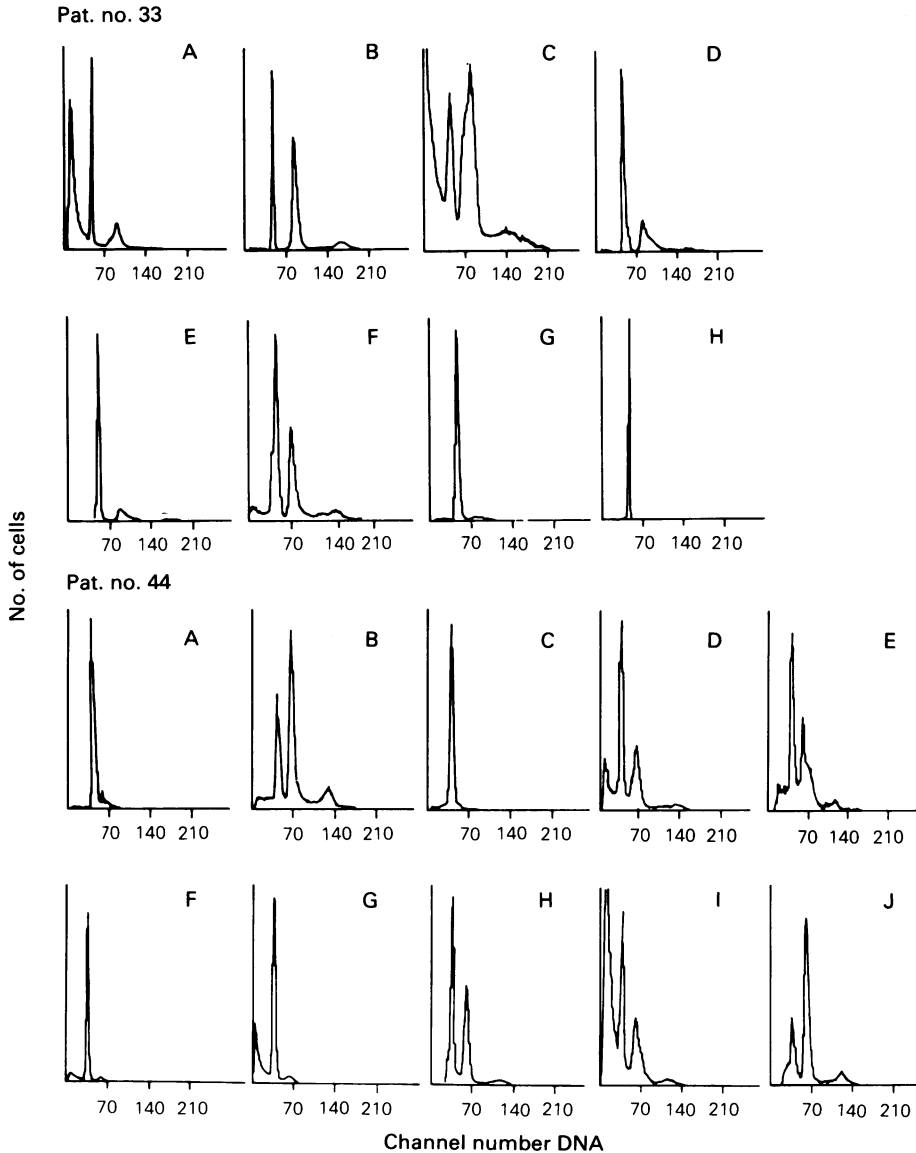 Pat. no. 33
A B C D
70 140 210 70 140 210 70 140 210 70 140 210
E F G H
70 140 210 70 140 210 70 140 210 70 140 210
No. of cells
Pat. no. 44
A B C D E
70 140 210 70 140 210 70 140 210 70 140 210 70 140 210
F G H I J
70 140 210 70 140 210 70 140 210 70 140 210 70 140 210
Channel number DNA